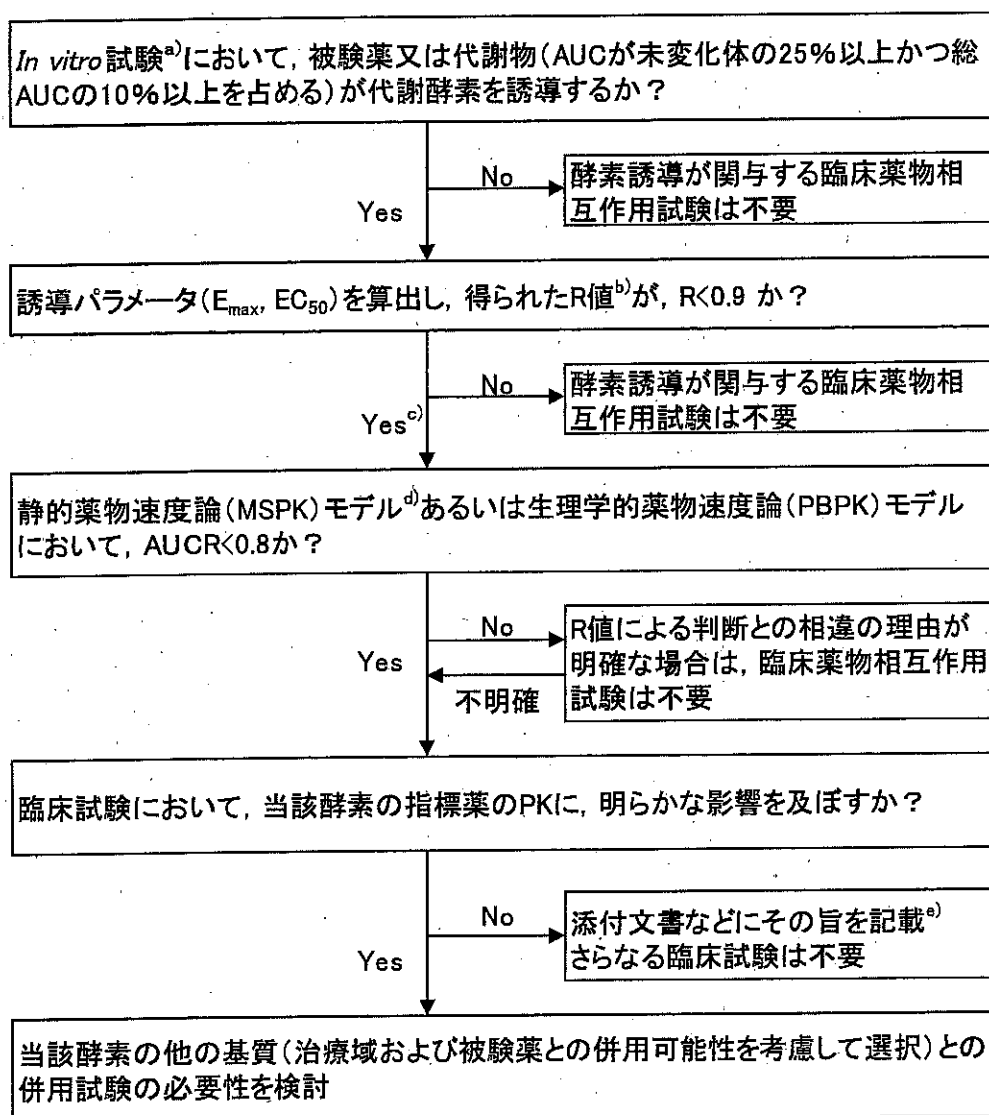 In vitro 試験a)において, 被験薬又は代謝物(AUCが未変化体の25%以上かつ総
AUCの10%以上を占める)が代謝酵素を誘導するか？
No
酵素誘導が関与する臨床薬物相
互作用試験は不要
Yes
誘導パラメータ(Emax, EC50)を算出し, 得られたR値b)が, R<0.9 か？
No
酵素誘導が関与する臨床薬物相
互作用試験は不要
Yesc)
静的薬物速度論(MSPK)モデルd)あるいは生理学的薬物速度論(PBPK)モデル
において, AUCR<0.8か？
No
R値による判断との相違の理由が
明確な場合は, 臨床薬物相互作用
試験は不要
Yes
不明確
臨床試験において, 当該酵素の指標薬のPKに, 明らかな影響を及ぼすか？
No
添付文書などにその旨を記載e)
さらなる臨床試験は不要
Yes
当該酵素の他の基質(治療域および被験薬との併用可能性を考慮して選択)との
併用試験の必要性を検討